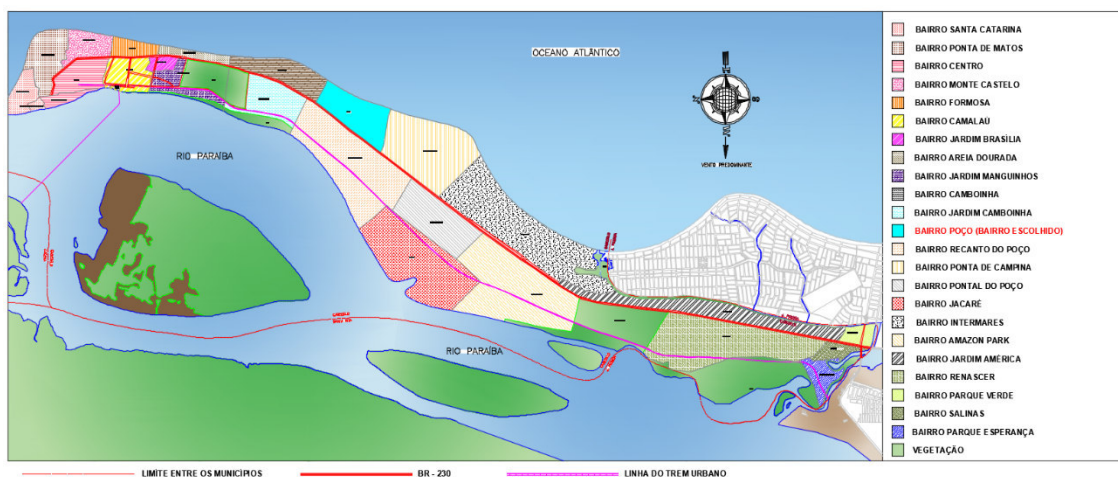 OCEANO ATLÂNTICO
VENTO PREDOMINANTE
RIO PARAÍBA
RIO PARAÍBA
BAIRRO SANTA CATARINA
BAIRRO PONTA DE MATOS
BAIRRO CENTRO
BAIRRO MONTE CASTELO
BAIRRO FORMOSA
BAIRRO CAMALAÚ
BAIRRO JARDIM BRASÍLIA
BAIRRO AREIA DOURADA
BAIRRO JARDIM MANGUINHOS
BAIRRO CAMBOINHA
BAIRRO JARDIM CAMBOINHA
BAIRRO POÇO (BAIRRO ESCOLHIDO)
BAIRRO RECANTO DO POÇO
BAIRRO PONTA DE CAMPINA
BAIRRO PONTAL DO POÇO
BAIRRO JACARÉ
BAIRRO INTERMARES
BAIRRO AMAZON PARK
BAIRRO JARDIM AMÉRICA
BAIRRO RENASCER
BAIRRO PARQUE VERDE
BAIRRO SALINAS
BAIRRO PARQUE ESPERANÇA
VEGETAÇÃO
LIMÍTE ENTRE OS MUNICÍPIOS
BR - 230
LINHA DO TREM URBANO